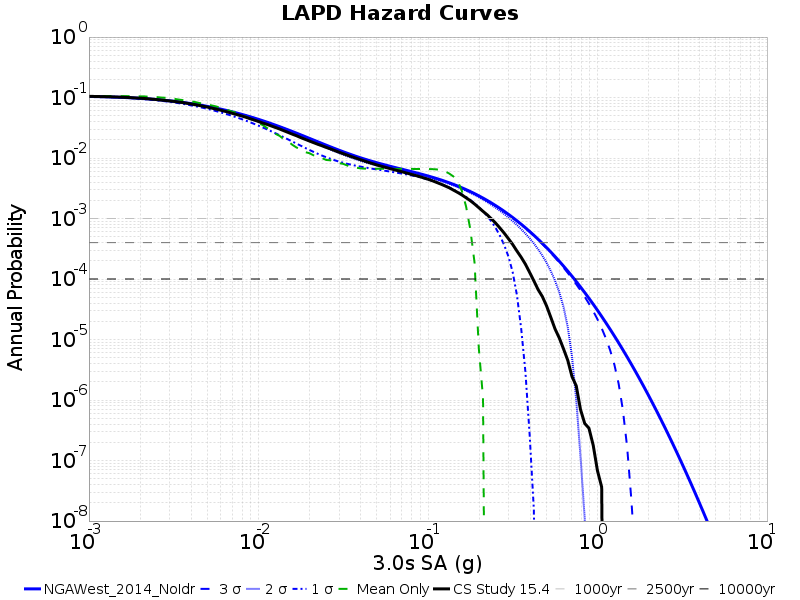 LAPD Hazard Curves
10^0
10^-1
10^-2
10^-3
10^-4
10^-5
10^-6
10^-7
10^-8
Annual Probability
10^-3 10^-2 10^-1 10^0 10^1
3.0s SA (g)
NGAWest_2014_NoIdr 3 σ 2 σ 1 σ Mean Only CS Study 15.4 1000yr 2500yr 10000yr